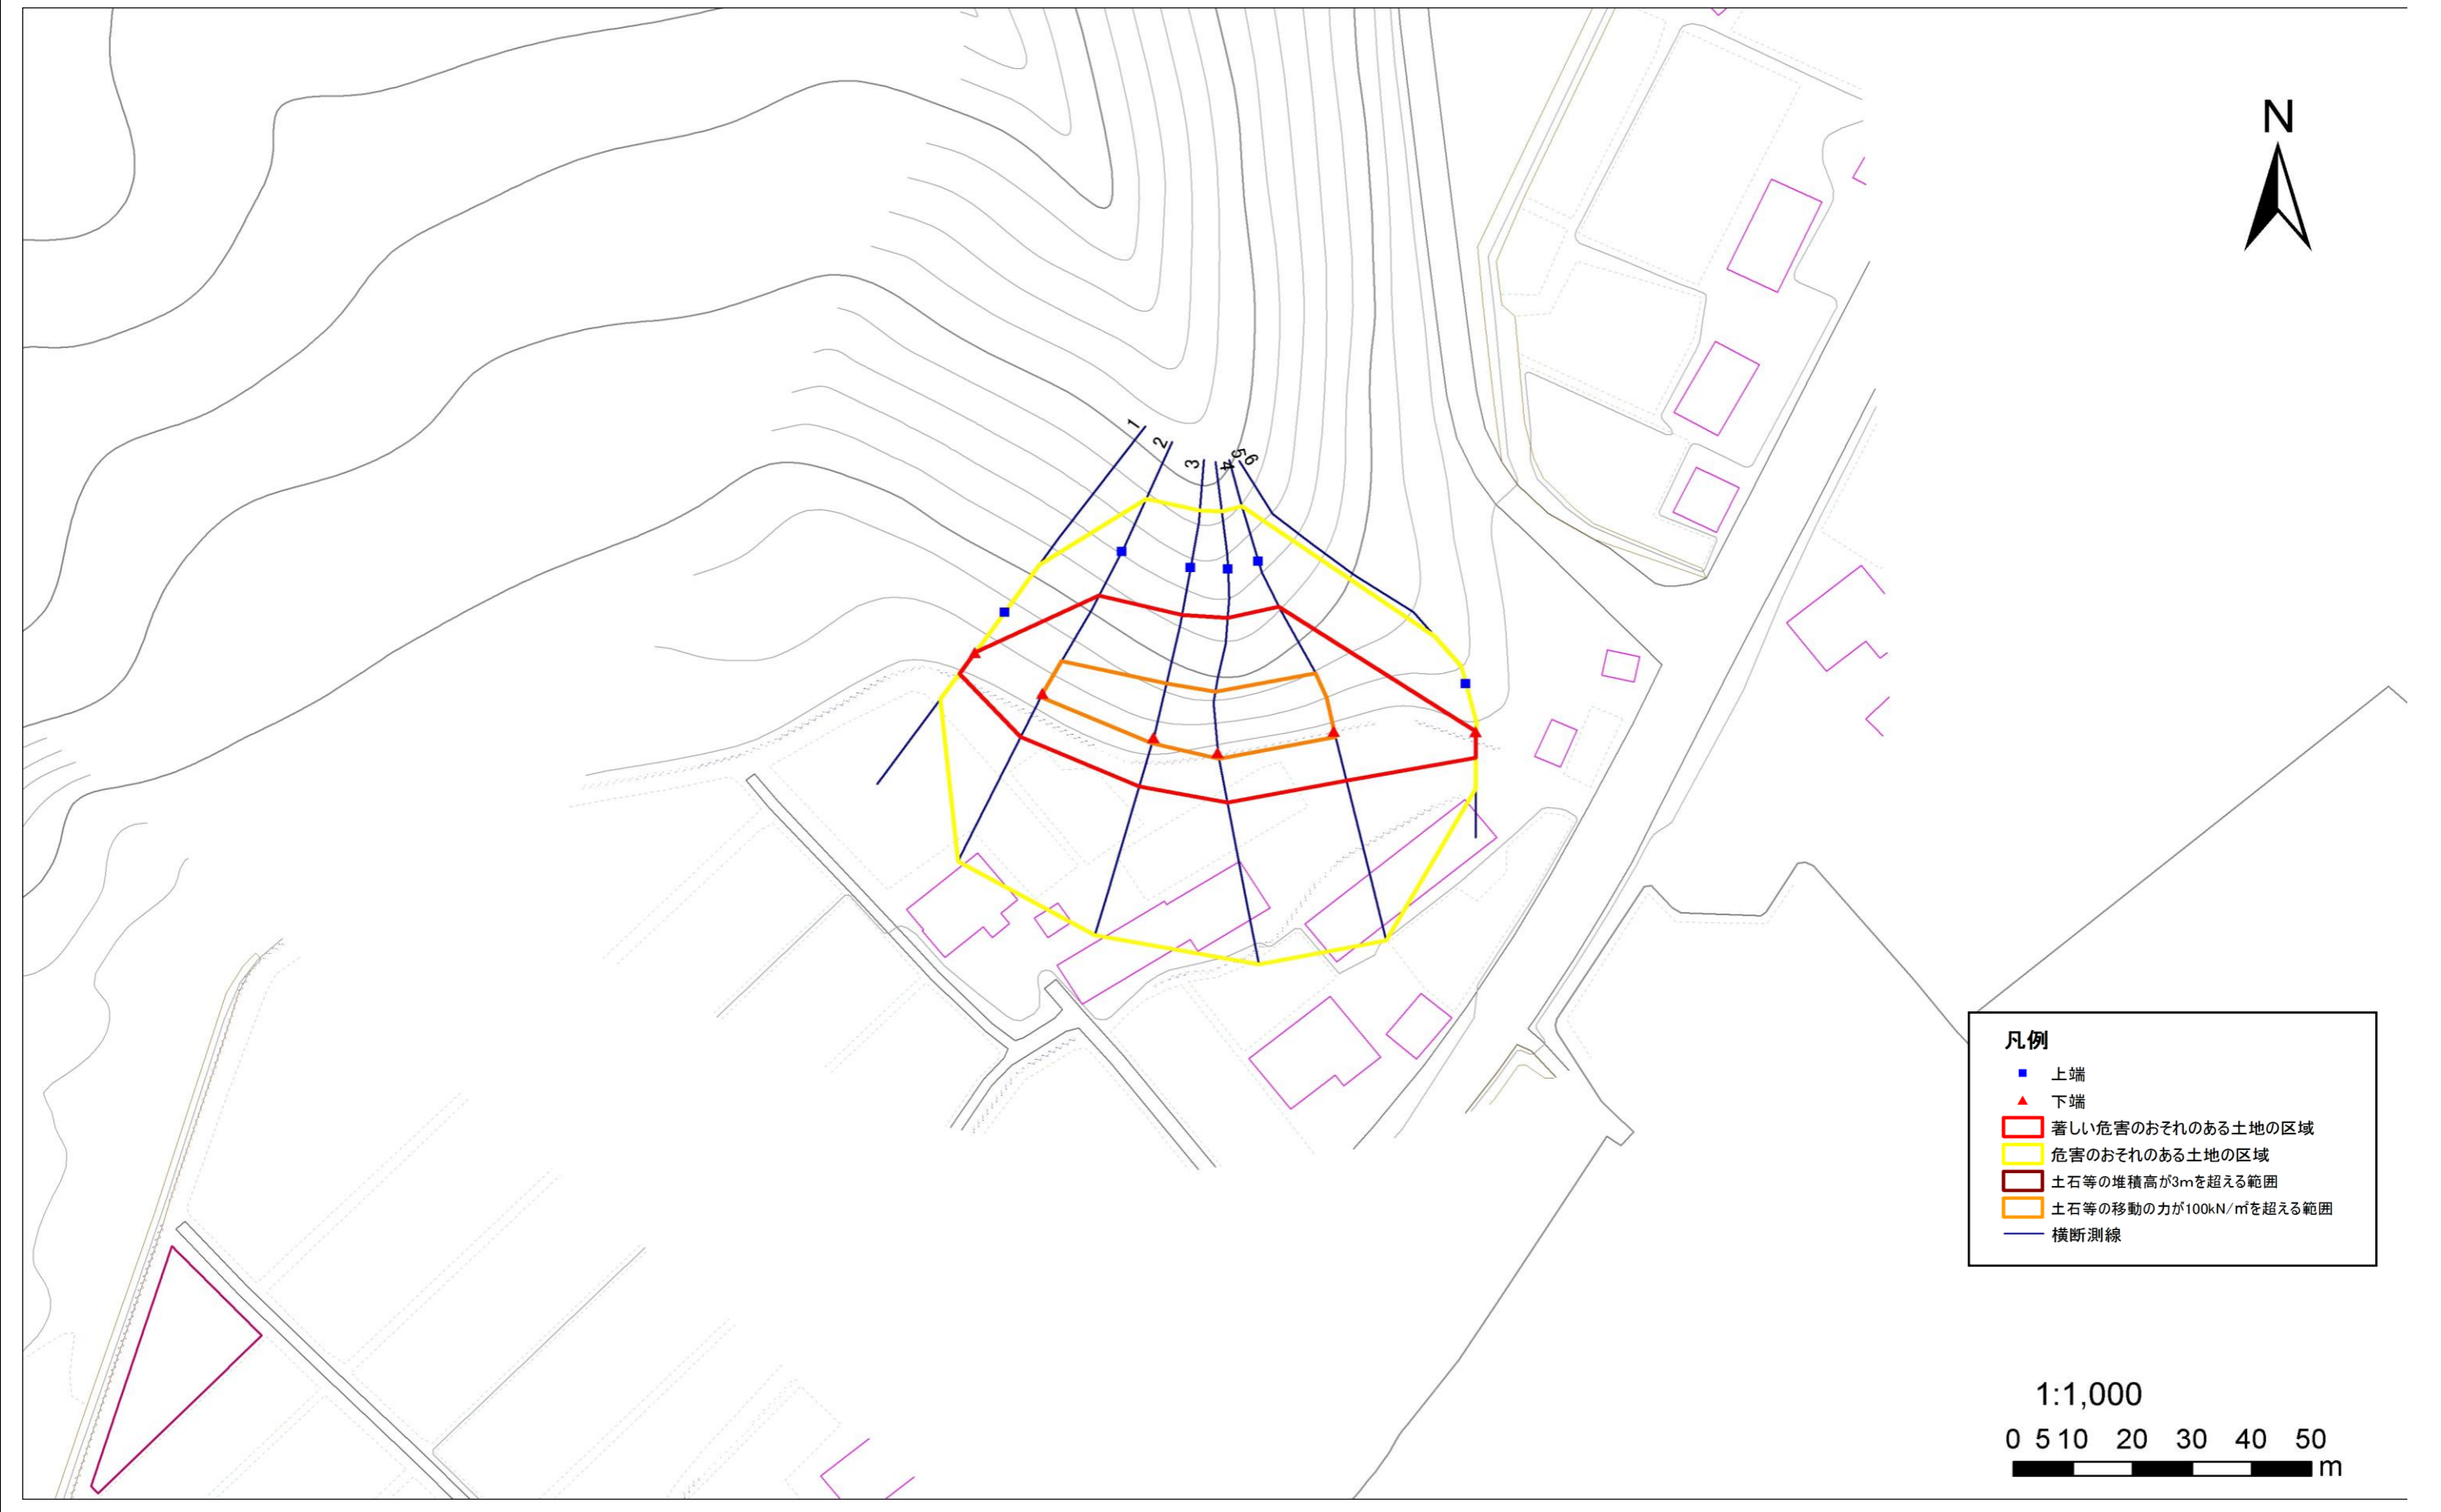 N
1
2
3
4
5
6
凡例
上端
下端
著しい危害のおそれのある土地の区域
危害のおそれのある土地の区域
土石等の堆積高が3mを超える範囲
土石等の移動の力が100kN/㎡を超える範囲
横断測線
1:1,000
0 5 10 20 30 40 50
m